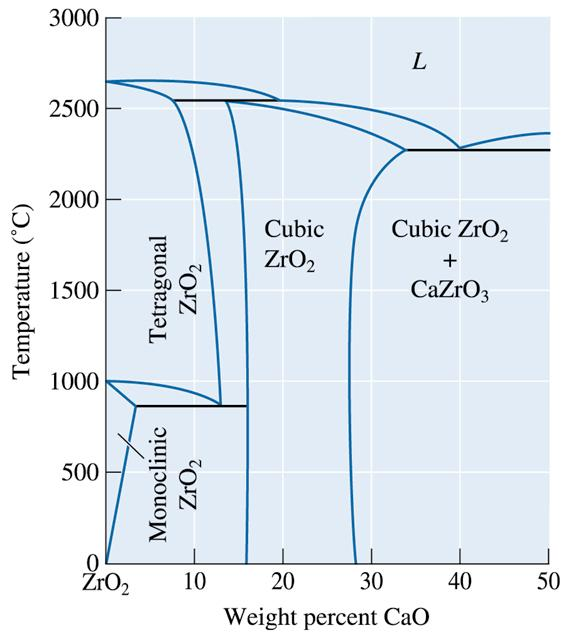 3000
2500
2000
1500
1000
500
0
Temperature (°C)
L
Tetragonal
ZrO₂
Cubic
ZrO₂
Cubic ZrO₂
+
CaZrO₃
Monoclinic
ZrO₂
ZrO₂ 10 20 30 40 50
Weight percent CaO